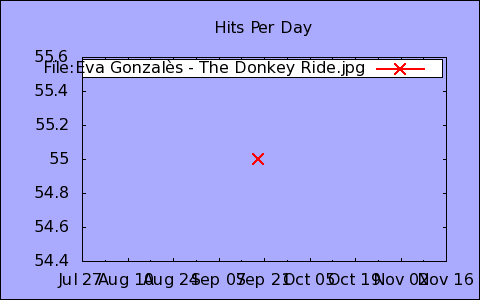 Hits Per Day
55.6
File:Eva Gonzalès - The Donkey Ride.jpg
55.4
55.2
55
54.8
54.6
54.4
Jul 27 Aug 10 Aug 24 Sep 07 Sep 21 Oct 05 Oct 19 Nov 02 Nov 16